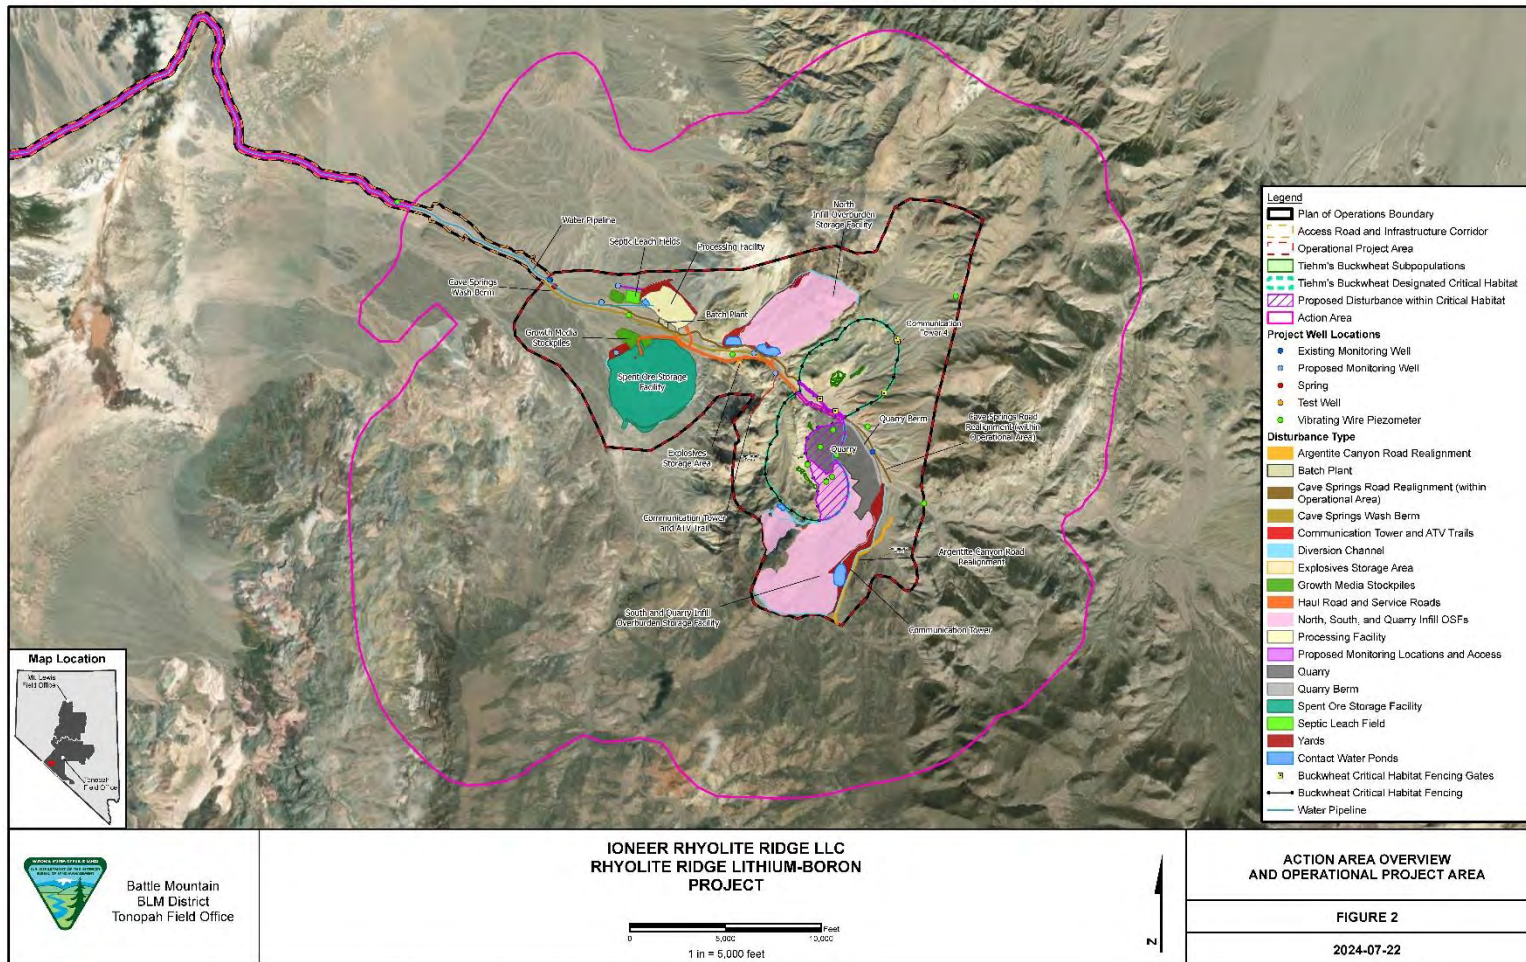 Water Pipeline
Septic Leach Fields
Processing Facility
North
Infill Overburden
Storage Facility
Cave Springs
Wash Berm
Batch Plant
Growth Media
Stockpiles
Communication
Tower 4
Spent Ore Storage
Facility
Quarry Berm
Cave Springs Road
Realignment (within
Operational Area)
Explosives
Storage Area
Quarry
Communication Tower
and ATV Trail
Argentite Canyon Road
Realignment
South and Quarry Infill
Overburden Storage Facility
Communication Tower
Legend
Plan of Operations Boundary
Access Road and Infrastructure Corridor
Operational Project Area
Tiehm's Buckwheat Subpopulations
Tiehm's Buckwheat Designated Critical Habitat
Proposed Disturbance within Critical Habitat
Action Area
Project Well Locations
Existing Monitoring Well
Proposed Monitoring Well
Spring
Test Well
Vibrating Wire Piezometer
Disturbance Type
Argentite Canyon Road Realignment
Batch Plant
Cave Springs Road Realignment (within
Operational Area)
Cave Springs Wash Berm
Communication Tower and ATV Trails
Diversion Channel
Explosives Storage Area
Growth Media Stockpiles
Haul Road and Service Roads
North, South, and Quarry Infill OSFs
Processing Facility
Proposed Monitoring Locations and Access
Quarry
Quarry Berm
Spent Ore Storage Facility
Septic Leach Field
Yards
Contact Water Ponds
Buckwheat Critical Habitat Fencing Gates
Buckwheat Critical Habitat Fencing
Water Pipeline
Map Location
Mt. Lewis
Field Office
Tonopah
Field Office
Battle Mountain
BLM District
Tonopah Field Office
IONEER RHYOLITE RIDGE LLC
RHYOLITE RIDGE LITHIUM-BORON
PROJECT
Feet
0 5,000 10,000
1 in = 5,000 feet
N
ACTION AREA OVERVIEW
AND OPERATIONAL PROJECT AREA
FIGURE 2
2024-07-22